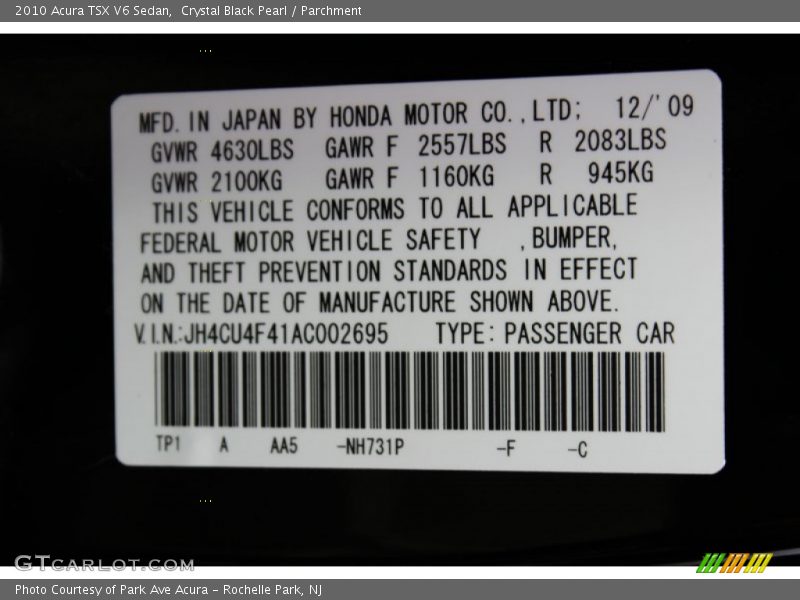 2010 Acura TSX V6 Sedan,  Crystal Black Pearl / Parchment
MFD. IN JAPAN BY HONDA MOTOR CO.,LTD; 12/'09
GVWR 4630LBS GAWR F 2557LBS R 2083LBS
GVWR 2100KG GAWR F 1160KG R 945KG
THIS VEHICLE CONFORMS TO ALL APPLICABLE
FEDERAL MOTOR VEHICLE SAFETY ,BUMPER,
AND THEFT PREVENTION STANDARDS IN EFFECT
ON THE DATE OF MANUFACTURE SHOWN ABOVE.
V.I.N.:JH4CU4F41AC002695 TYPE: PASSENGER CAR
TP1 A AA5 -NH731P -F -C
GTCARLOT.COM
Photo Courtesy of Park Ave Acura - Rochelle Park, NJ